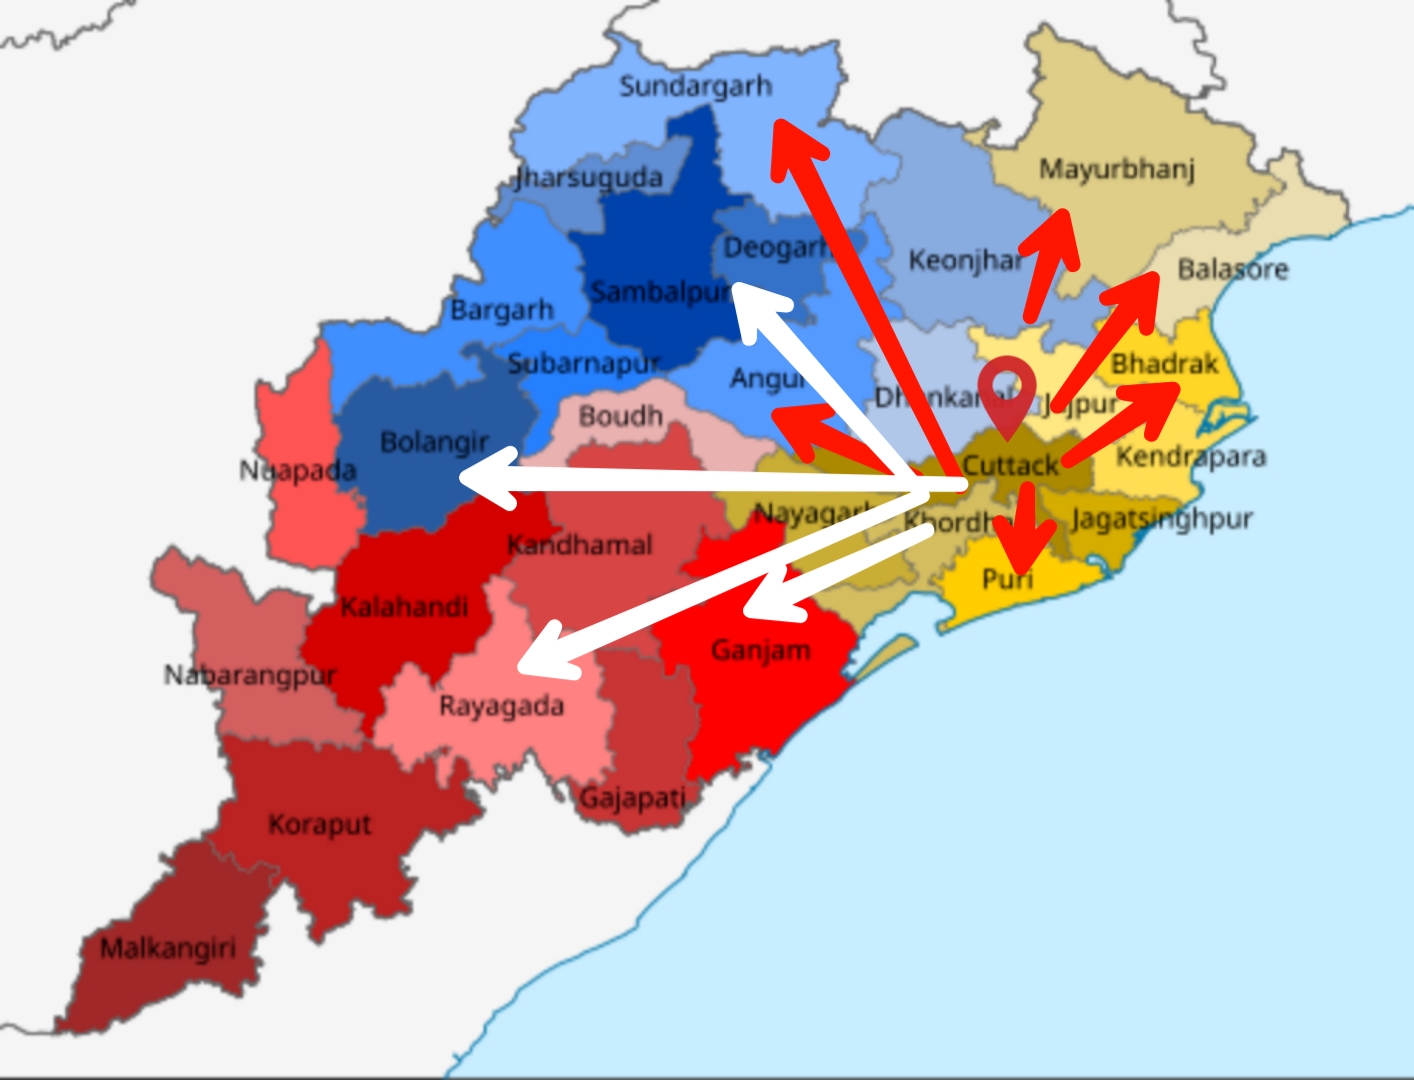 Sundargarh
Mayurbhanj
Jharsuguda
Deogarh
Keonjhar
Balasore
Sambalpur
Bargarh
Subarnapur
Angul
Bhadrak
Dhenkanal
Jajpur
Boudh
Bolangir
Nuapada
Cuttack
Kendrapara
Nayagarh
Khordha
Jagatsinghpur
Kandhamal
Puri
Kalahandi
Ganjam
Nabarangpur
Rayagada
Gajapati
Koraput
Malkangiri